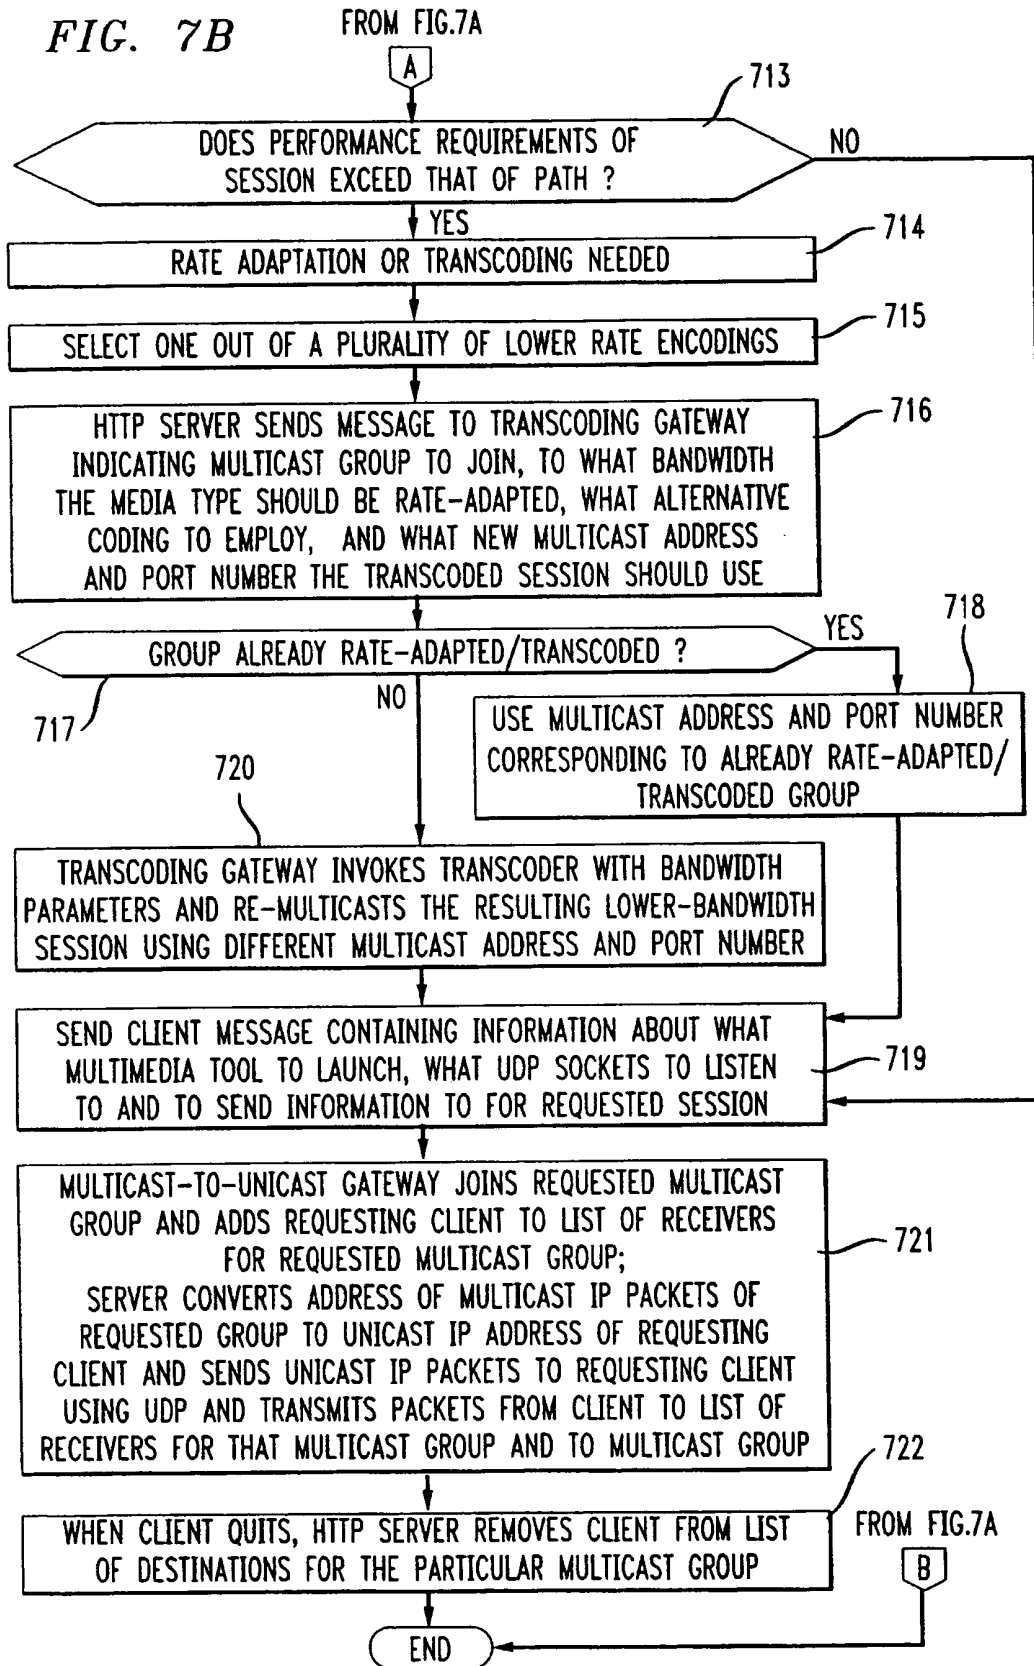 FIG. 7B
FROM FIG.7A
A
713
DOES PERFORMANCE REQUIREMENTS OF
SESSION EXCEED THAT OF PATH ?
NO
YES
714
RATE ADAPTATION OR TRANSCODING NEEDED
715
SELECT ONE OUT OF A PLURALITY OF LOWER RATE ENCODINGS
716
HTTP SERVER SENDS MESSAGE TO TRANSCODING GATEWAY
INDICATING MULTICAST GROUP TO JOIN, TO WHAT BANDWIDTH
THE MEDIA TYPE SHOULD BE RATE-ADAPTED, WHAT ALTERNATIVE
CODING TO EMPLOY, AND WHAT NEW MULTICAST ADDRESS
AND PORT NUMBER THE TRANSCODED SESSION SHOULD USE
GROUP ALREADY RATE-ADAPTED/TRANSCODED ?
YES
718
NO
717
USE MULTICAST ADDRESS AND PORT NUMBER
CORRESPONDING TO ALREADY RATE-ADAPTED/
TRANSCODED GROUP
720
TRANSCODING GATEWAY INVOKES TRANSCODER WITH BANDWIDTH
PARAMETERS AND RE-MULTICASTS THE RESULTING LOWER-BANDWIDTH
SESSION USING DIFFERENT MULTICAST ADDRESS AND PORT NUMBER
SEND CLIENT MESSAGE CONTAINING INFORMATION ABOUT WHAT
MULTIMEDIA TOOL TO LAUNCH, WHAT UDP SOCKETS TO LISTEN
TO AND TO SEND INFORMATION TO FOR REQUESTED SESSION
719
MULTICAST-TO-UNICAST GATEWAY JOINS REQUESTED MULTICAST
GROUP AND ADDS REQUESTING CLIENT TO LIST OF RECEIVERS
FOR REQUESTED MULTICAST GROUP;
SERVER CONVERTS ADDRESS OF MULTICAST IP PACKETS OF
REQUESTED GROUP TO UNICAST IP ADDRESS OF REQUESTING
CLIENT AND SENDS UNICAST IP PACKETS TO REQUESTING CLIENT
USING UDP AND TRANSMITS PACKETS FROM CLIENT TO LIST OF
RECEIVERS FOR THAT MULTICAST GROUP AND TO MULTICAST GROUP
721
722
WHEN CLIENT QUITS, HTTP SERVER REMOVES CLIENT FROM LIST
OF DESTINATIONS FOR THE PARTICULAR MULTICAST GROUP
FROM FIG.7A
B
END